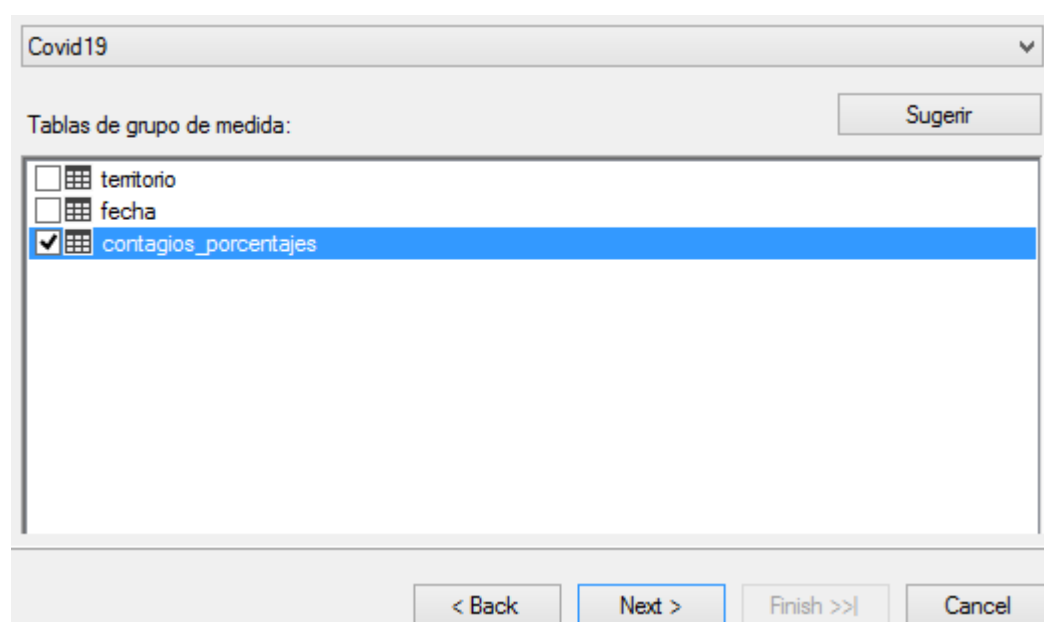 Covid19
Sugerir
Tablas de grupo de medida:
territorio
fecha
contagios_porcentajes
< Back
Next >
Finish >>|
Cancel